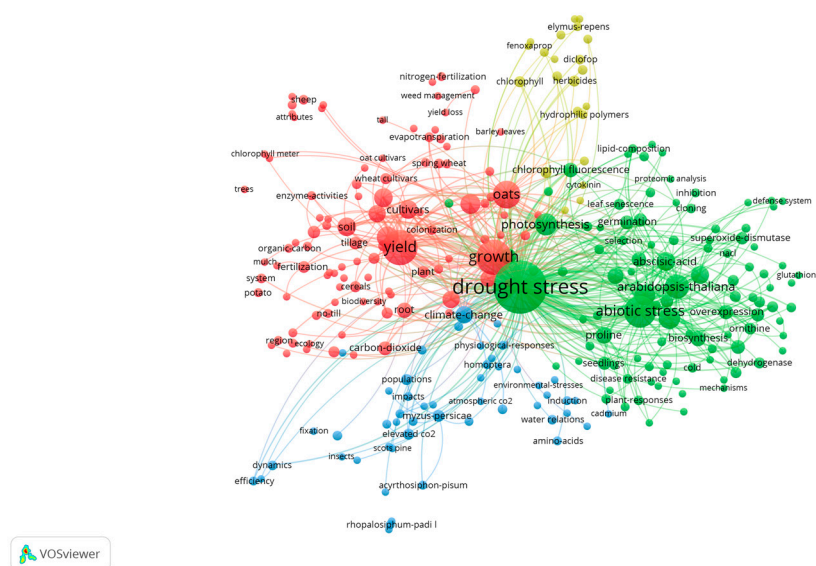 elymus-repens
fenoxaprop
diclofop
nitrogen-fertilization
chlorophyll
herbicides
weed management
sheep
attributes
yield loss
hydrophilic polymers
tall
barley leaves
evapotranspiration
lipid-composition
chlorophyll meter
oat cultivars
spring wheat
chlorophyll fluorescence
proteomic analysis
wheat cultivars
cytokinin
trees
enzyme-activities
oats
inhibition
leaf senescence
defense system
cultivars
cloning
soil
colonization
photosynthesis
germination
tillage
yield
selection
superoxide-dismutase
organic-carbon
growth
nacl
mulch
fertilization
plant
abscisic-acid
system
glutathion
potato
cereals
drought stress
arabidopsis-thaliana
biodiversity
no-till
root
climate-change
abiotic stress
overexpression
ornithine
region
ecology
carbon-dioxide
physiological-responses
proline
biosynthesis
homoptera
seedlings
cold
dehydrogenase
populations
environmental-stresses
disease resistance
mechanisms
impacts
atmospheric co2
induction
plant-responses
myzus-persicae
water relations
cadmium
fixation
elevated co2
amino-acids
scots pine
insects
dynamics
efficiency
acyrthosiphon-pisum
rhopalosiphum-padi l
VOSviewer